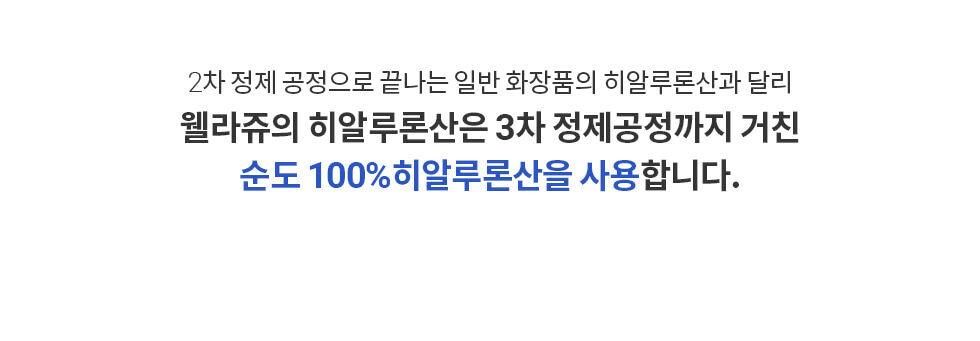 2차 정제 공정으로 끝나는 일반 화장품의 히알루론산과 달리
웰라쥬의 히알루론산은 3차 정제공정까지 거친
순도 100%히알루론산을 사용합니다.